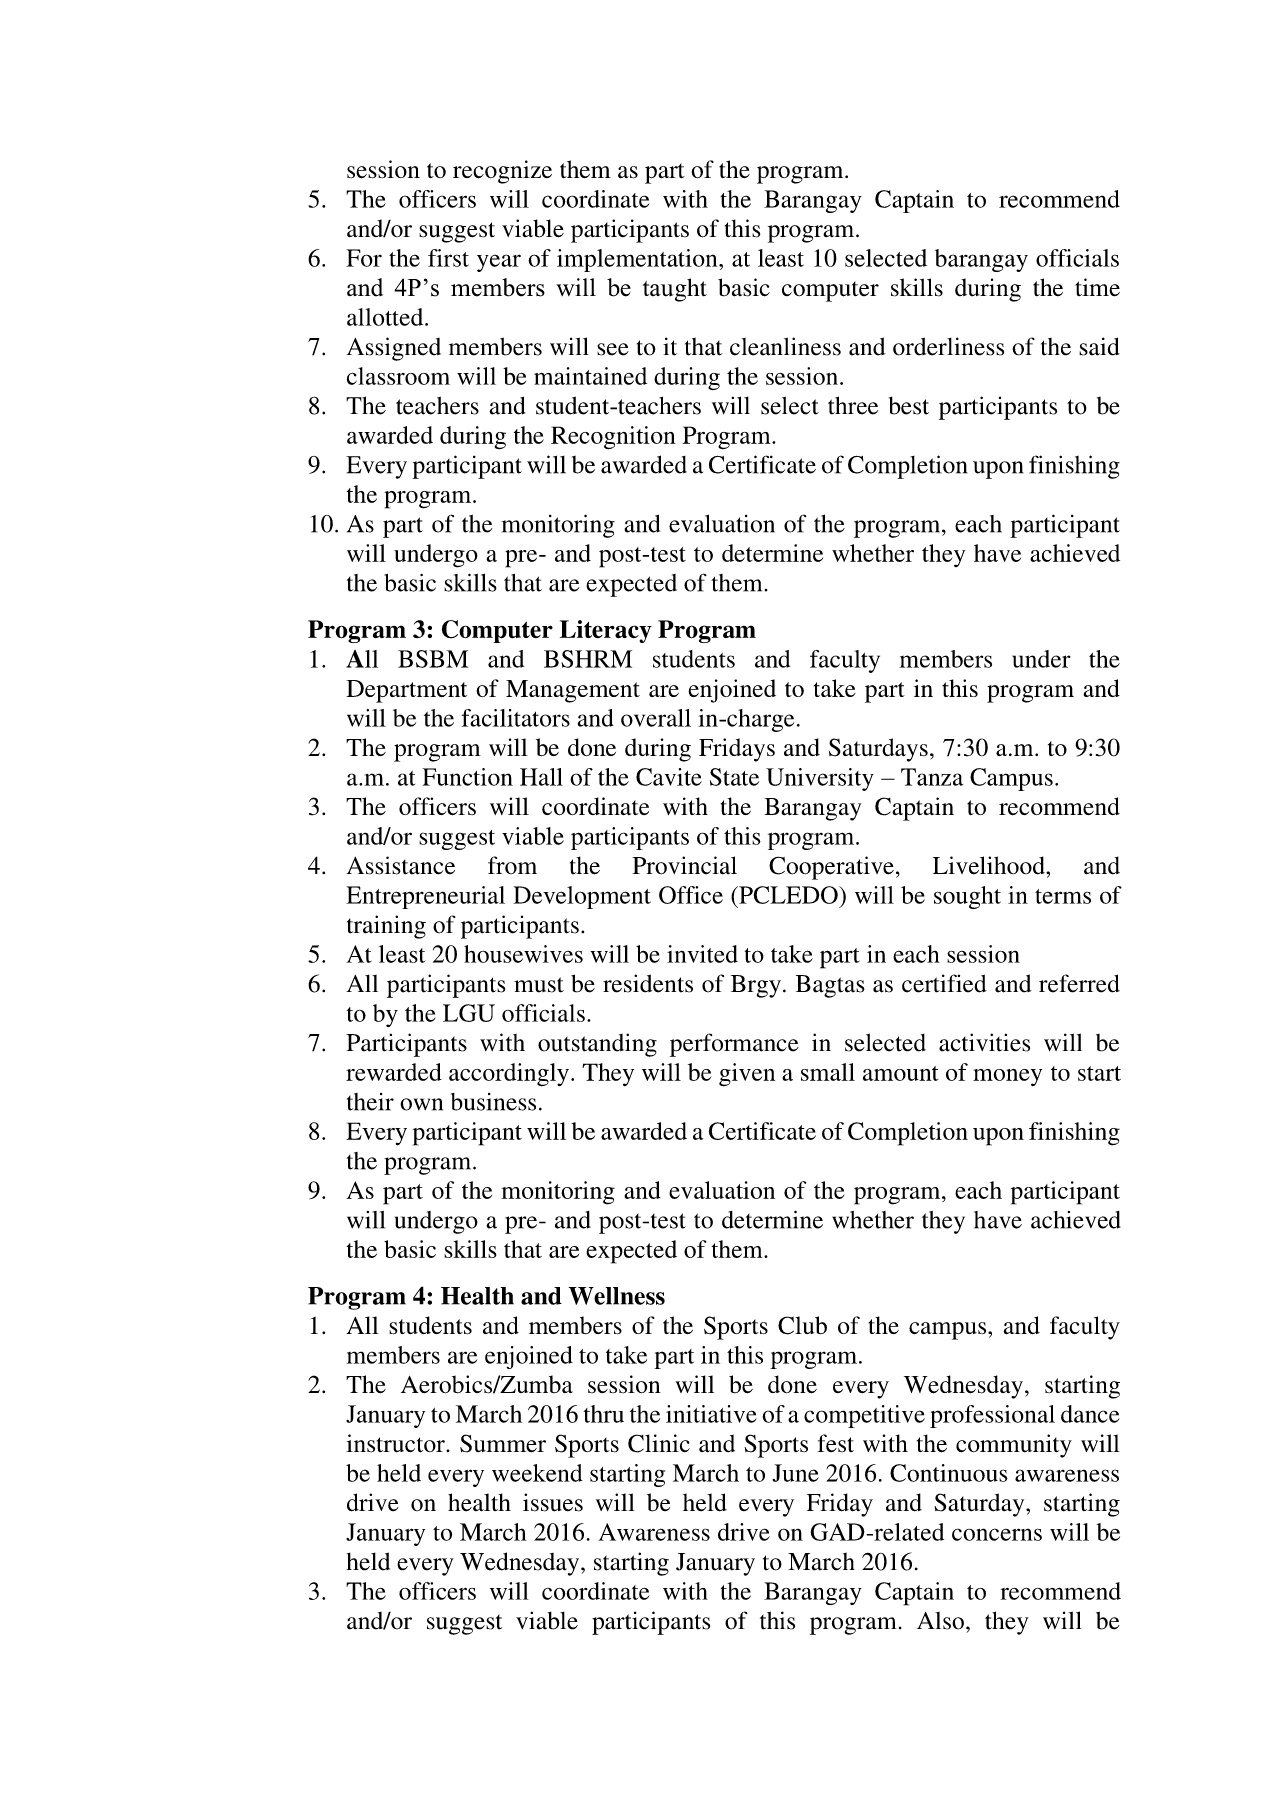 session to recognize them as part of the program.
5. The officers will coordinate with the Barangay Captain to recommend
and/or suggest viable participants of this program.
6. For the first year of implementation, at least 10 selected barangay officials
and 4P’s members will be taught basic computer skills during the time
allotted.
7. Assigned members will see to it that cleanliness and orderliness of the said
classroom will be maintained during the session.
8. The teachers and student-teachers will select three best participants to be
awarded during the Recognition Program.
9. Every participant will be awarded a Certificate of Completion upon finishing
the program.
10. As part of the monitoring and evaluation of the program, each participant
will undergo a pre- and post-test to determine whether they have achieved
the basic skills that are expected of them.
Program 3: Computer Literacy Program
1. All BSBM and BSHRM students and faculty members under the
Department of Management are enjoined to take part in this program and
will be the facilitators and overall in-charge.
2. The program will be done during Fridays and Saturdays, 7:30 a.m. to 9:30
a.m. at Function Hall of the Cavite State University – Tanza Campus.
3. The officers will coordinate with the Barangay Captain to recommend
and/or suggest viable participants of this program.
4. Assistance from the Provincial Cooperative, Livelihood, and
Entrepreneurial Development Office (PCLEDO) will be sought in terms of
training of participants.
5. At least 20 housewives will be invited to take part in each session
6. All participants must be residents of Brgy. Bagtas as certified and referred
to by the LGU officials.
7. Participants with outstanding performance in selected activities will be
rewarded accordingly. They will be given a small amount of money to start
their own business.
8. Every participant will be awarded a Certificate of Completion upon finishing
the program.
9. As part of the monitoring and evaluation of the program, each participant
will undergo a pre- and post-test to determine whether they have achieved
the basic skills that are expected of them.
Program 4: Health and Wellness
1. All students and members of the Sports Club of the campus, and faculty
members are enjoined to take part in this program.
2. The Aerobics/Zumba session will be done every Wednesday, starting
January to March 2016 thru the initiative of a competitive professional dance
instructor. Summer Sports Clinic and Sports fest with the community will
be held every weekend starting March to June 2016. Continuous awareness
drive on health issues will be held every Friday and Saturday, starting
January to March 2016. Awareness drive on GAD-related concerns will be
held every Wednesday, starting January to March 2016.
3. The officers will coordinate with the Barangay Captain to recommend
and/or suggest viable participants of this program. Also, they will be